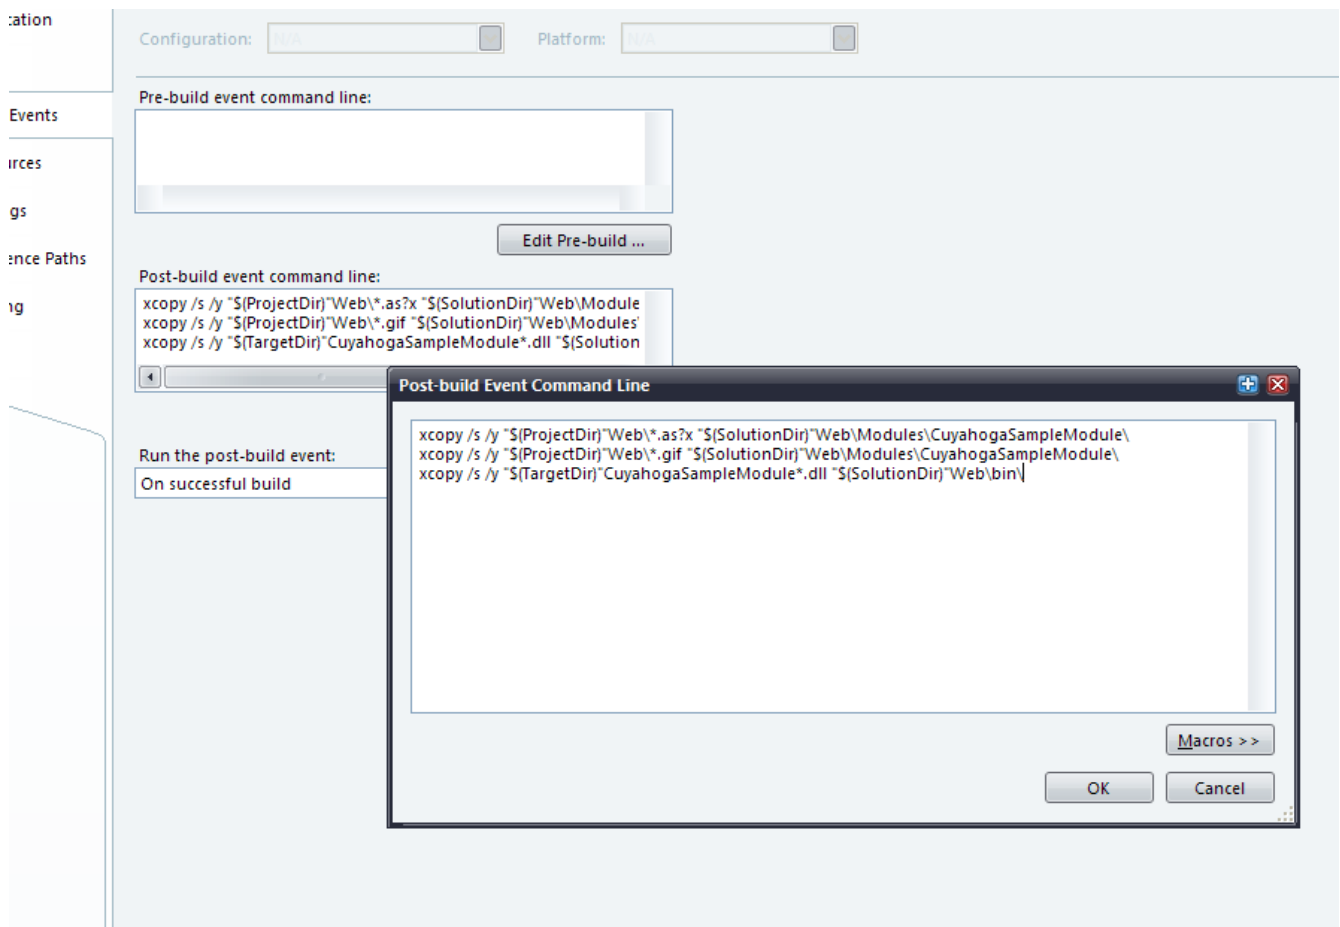 cation
Configuration: N/A Platform: N/A
Pre-build event command line:
Events
irces
gs
Edit Pre-build ...
ence Paths
Post-build event command line:
ng
xcopy /s /y "$(ProjectDir)"Web\*.as?x "$(SolutionDir)"Web\Module
xcopy /s /y "$(ProjectDir)"Web\*.gif "$(SolutionDir)"Web\Modules
xcopy /s /y "$(TargetDir)"CuyahogaSampleModule*.dll "$(Solution
Post-build Event Command Line
xcopy /s /y "$(ProjectDir)"Web\*.as?x "$(SolutionDir)"Web\Modules\CuyahogaSampleModule\
xcopy /s /y "$(ProjectDir)"Web\*.gif "$(SolutionDir)"Web\Modules\CuyahogaSampleModule\
xcopy /s /y "$(TargetDir)"CuyahogaSampleModule*.dll "$(SolutionDir)"Web\bin\
Run the post-build event:
On successful build
Macros >>
OK Cancel